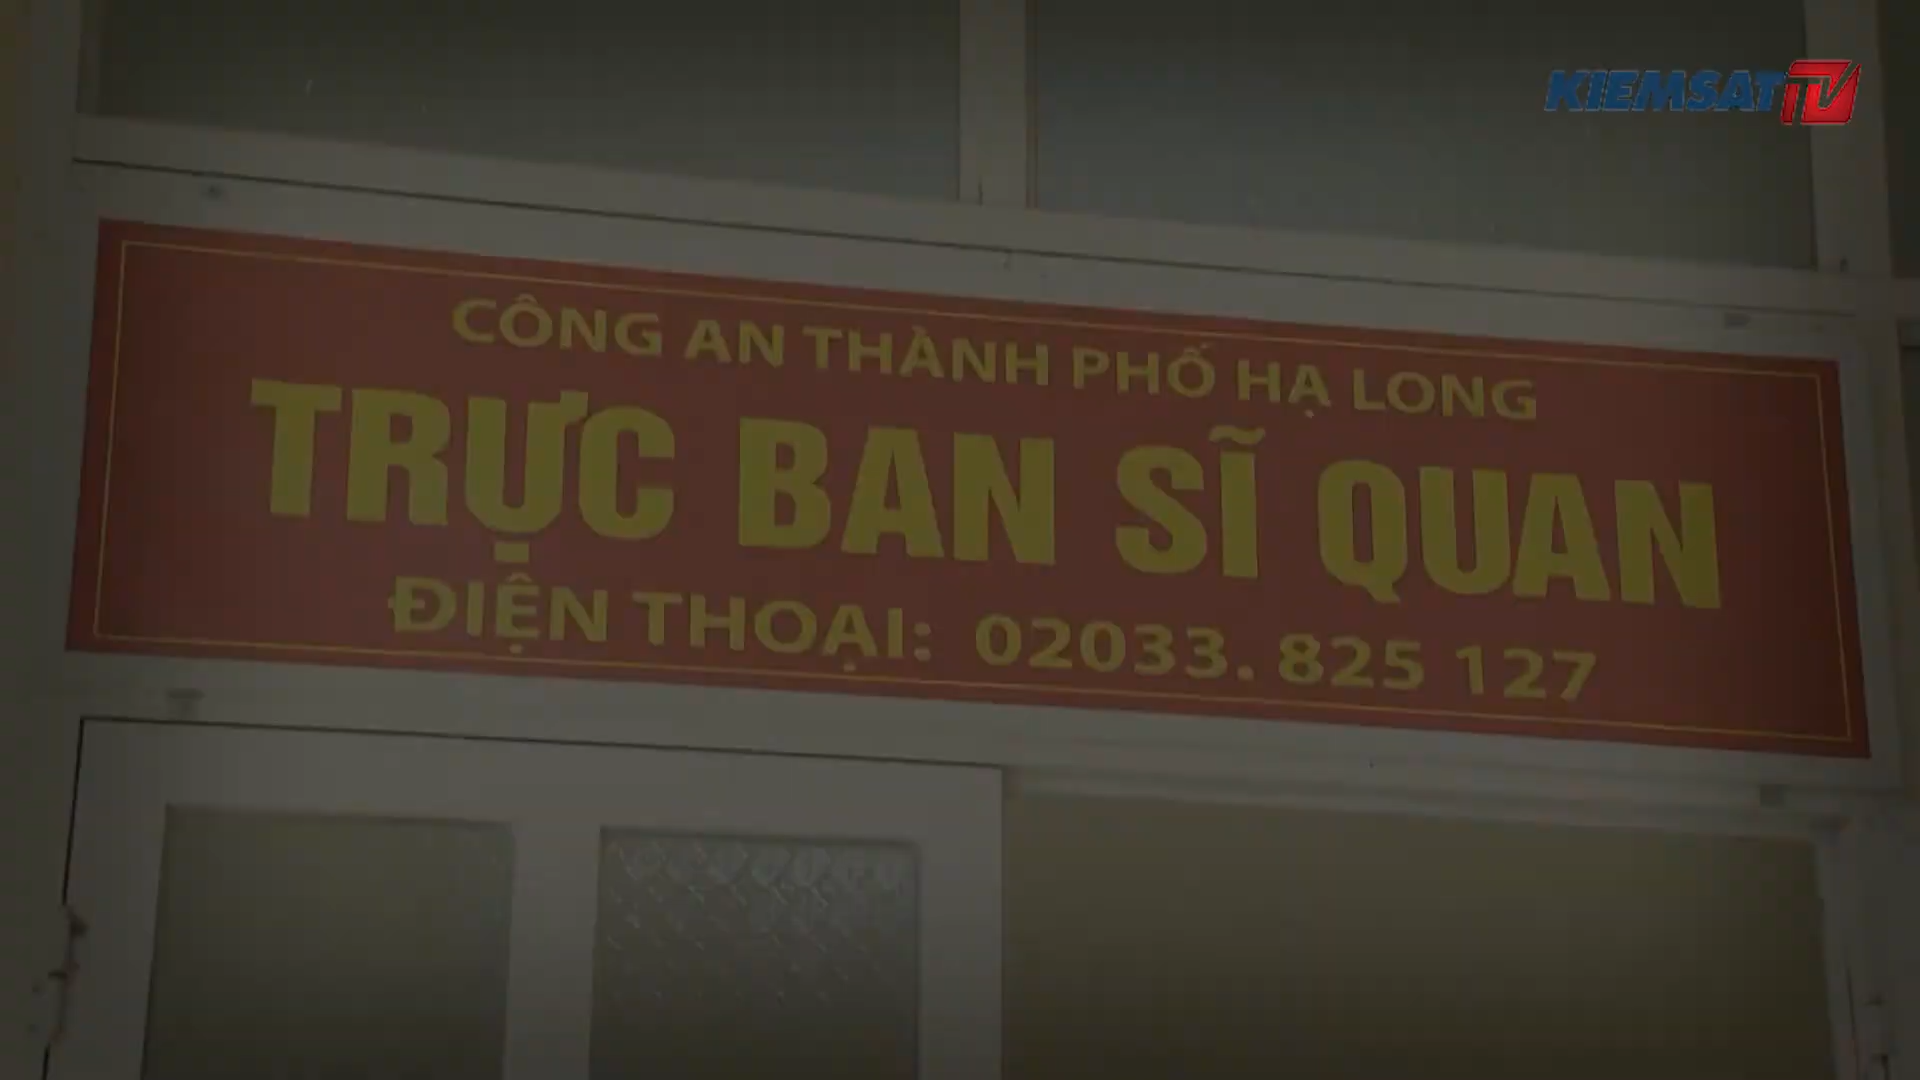 KIEMSAT TV
CÔNG AN THÀNH PHỐ HẠ LONG
TRỰC BAN SĨ QUAN
ĐIỆN THOẠI: 02033. 825 127